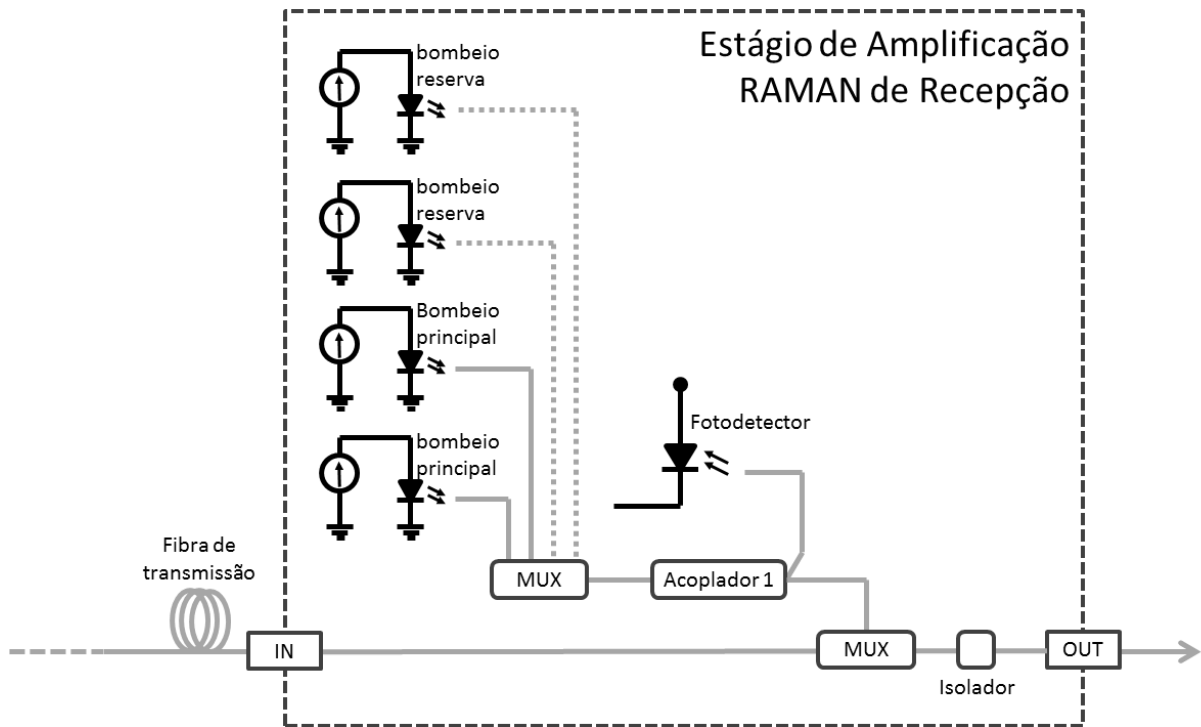 Estágio de Amplificação
RAMAN de Recepção
bombeio
reserva
bombeio
reserva
Bombeio
principal
bombeio
principal
Fotodetector
Fibra de
transmissão
MUX
Acoplador 1
IN
MUX
OUT
Isolador